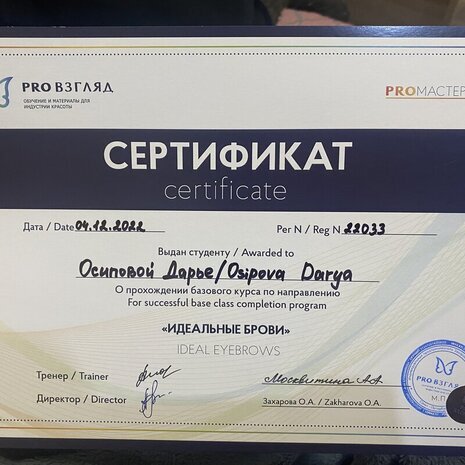 PRO ВЗГЛЯД
ОБУЧЕНИЕ И МАТЕРИАЛЫ ДЛЯ
ИНДУСТРИИ КРАСОТЫ
PROМАСТЕР
СЕРТИФИКАТ
certificate
Дата / Date 04.12.2022
Рег N / Reg N 22033
Выдан студенту / Awarded to
Осиповой Дарье/Osipova Darya
О прохождении базового курса по направлению
For successful base class completion program
«ИДЕАЛЬНЫЕ БРОВИ»
IDEAL EYEBROWS
Тренер / Trainer
Москвитина А.А
Директор / Director
Захарова О.А. / Zakharova O.A.
PRO ВЗГЛЯД
М.П